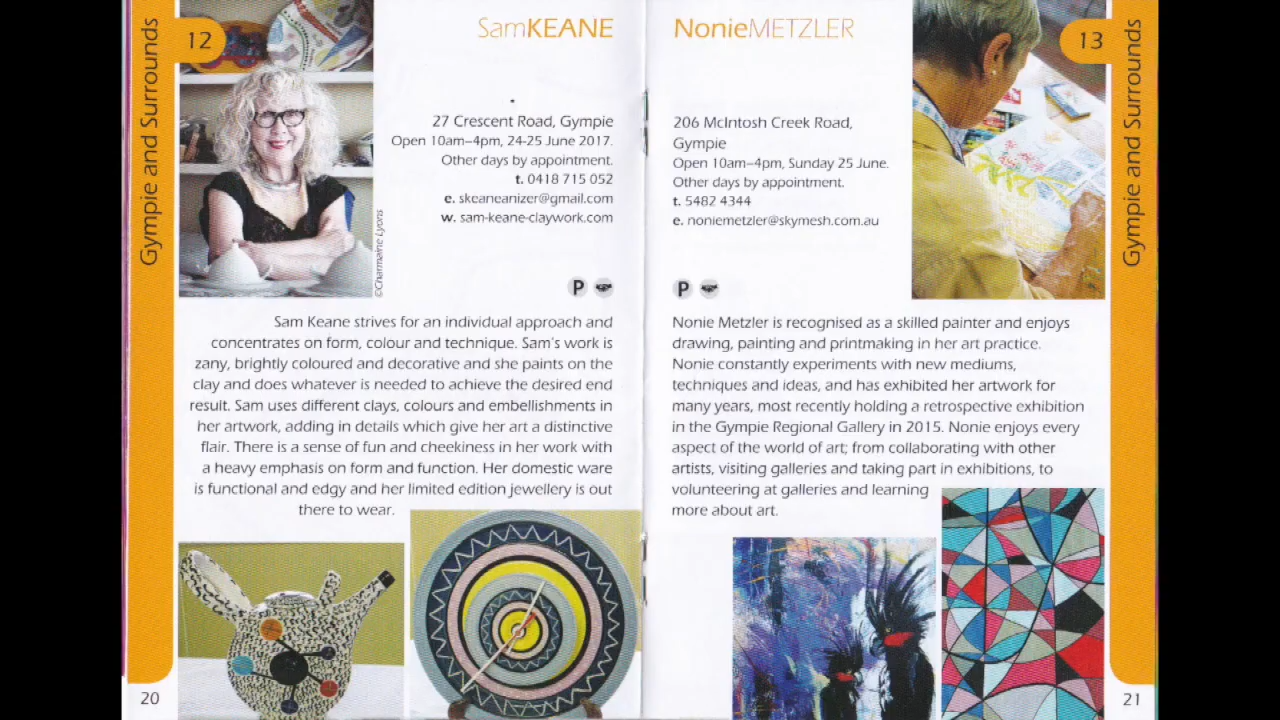 Gympie and Surrounds
12
SamKEANE
27 Crescent Road, Gympie
Open 10am–4pm, 24-25 June 2017.
Other days by appointment.
t. 0418 715 052
e. skeaneanizer@gmail.com
w. sam-keane-claywork.com
©Charmaine Lyons
P
Sam Keane strives for an individual approach and
concentrates on form, colour and technique. Sam's work is
zany, brightly coloured and decorative and she paints on the
clay and does whatever is needed to achieve the desired end
result. Sam uses different clays, colours and embellishments in
her artwork, adding in details which give her art a distinctive
flair. There is a sense of fun and cheekiness in her work with
a heavy emphasis on form and function. Her domestic ware
is functional and edgy and her limited edition jewellery is out
there to wear.
20
NonieMETZLER
13
Gympie and Surrounds
206 McIntosh Creek Road,
Gympie
Open 10am–4pm, Sunday 25 June.
Other days by appointment.
t. 5482 4344
e. noniemetzler@skymesh.com.au
P
Nonie Metzler is recognised as a skilled painter and enjoys
drawing, painting and printmaking in her art practice.
Nonie constantly experiments with new mediums,
techniques and ideas, and has exhibited her artwork for
many years, most recently holding a retrospective exhibition
in the Gympie Regional Gallery in 2015. Nonie enjoys every
aspect of the world of art; from collaborating with other
artists, visiting galleries and taking part in exhibitions, to
volunteering at galleries and learning
more about art.
21